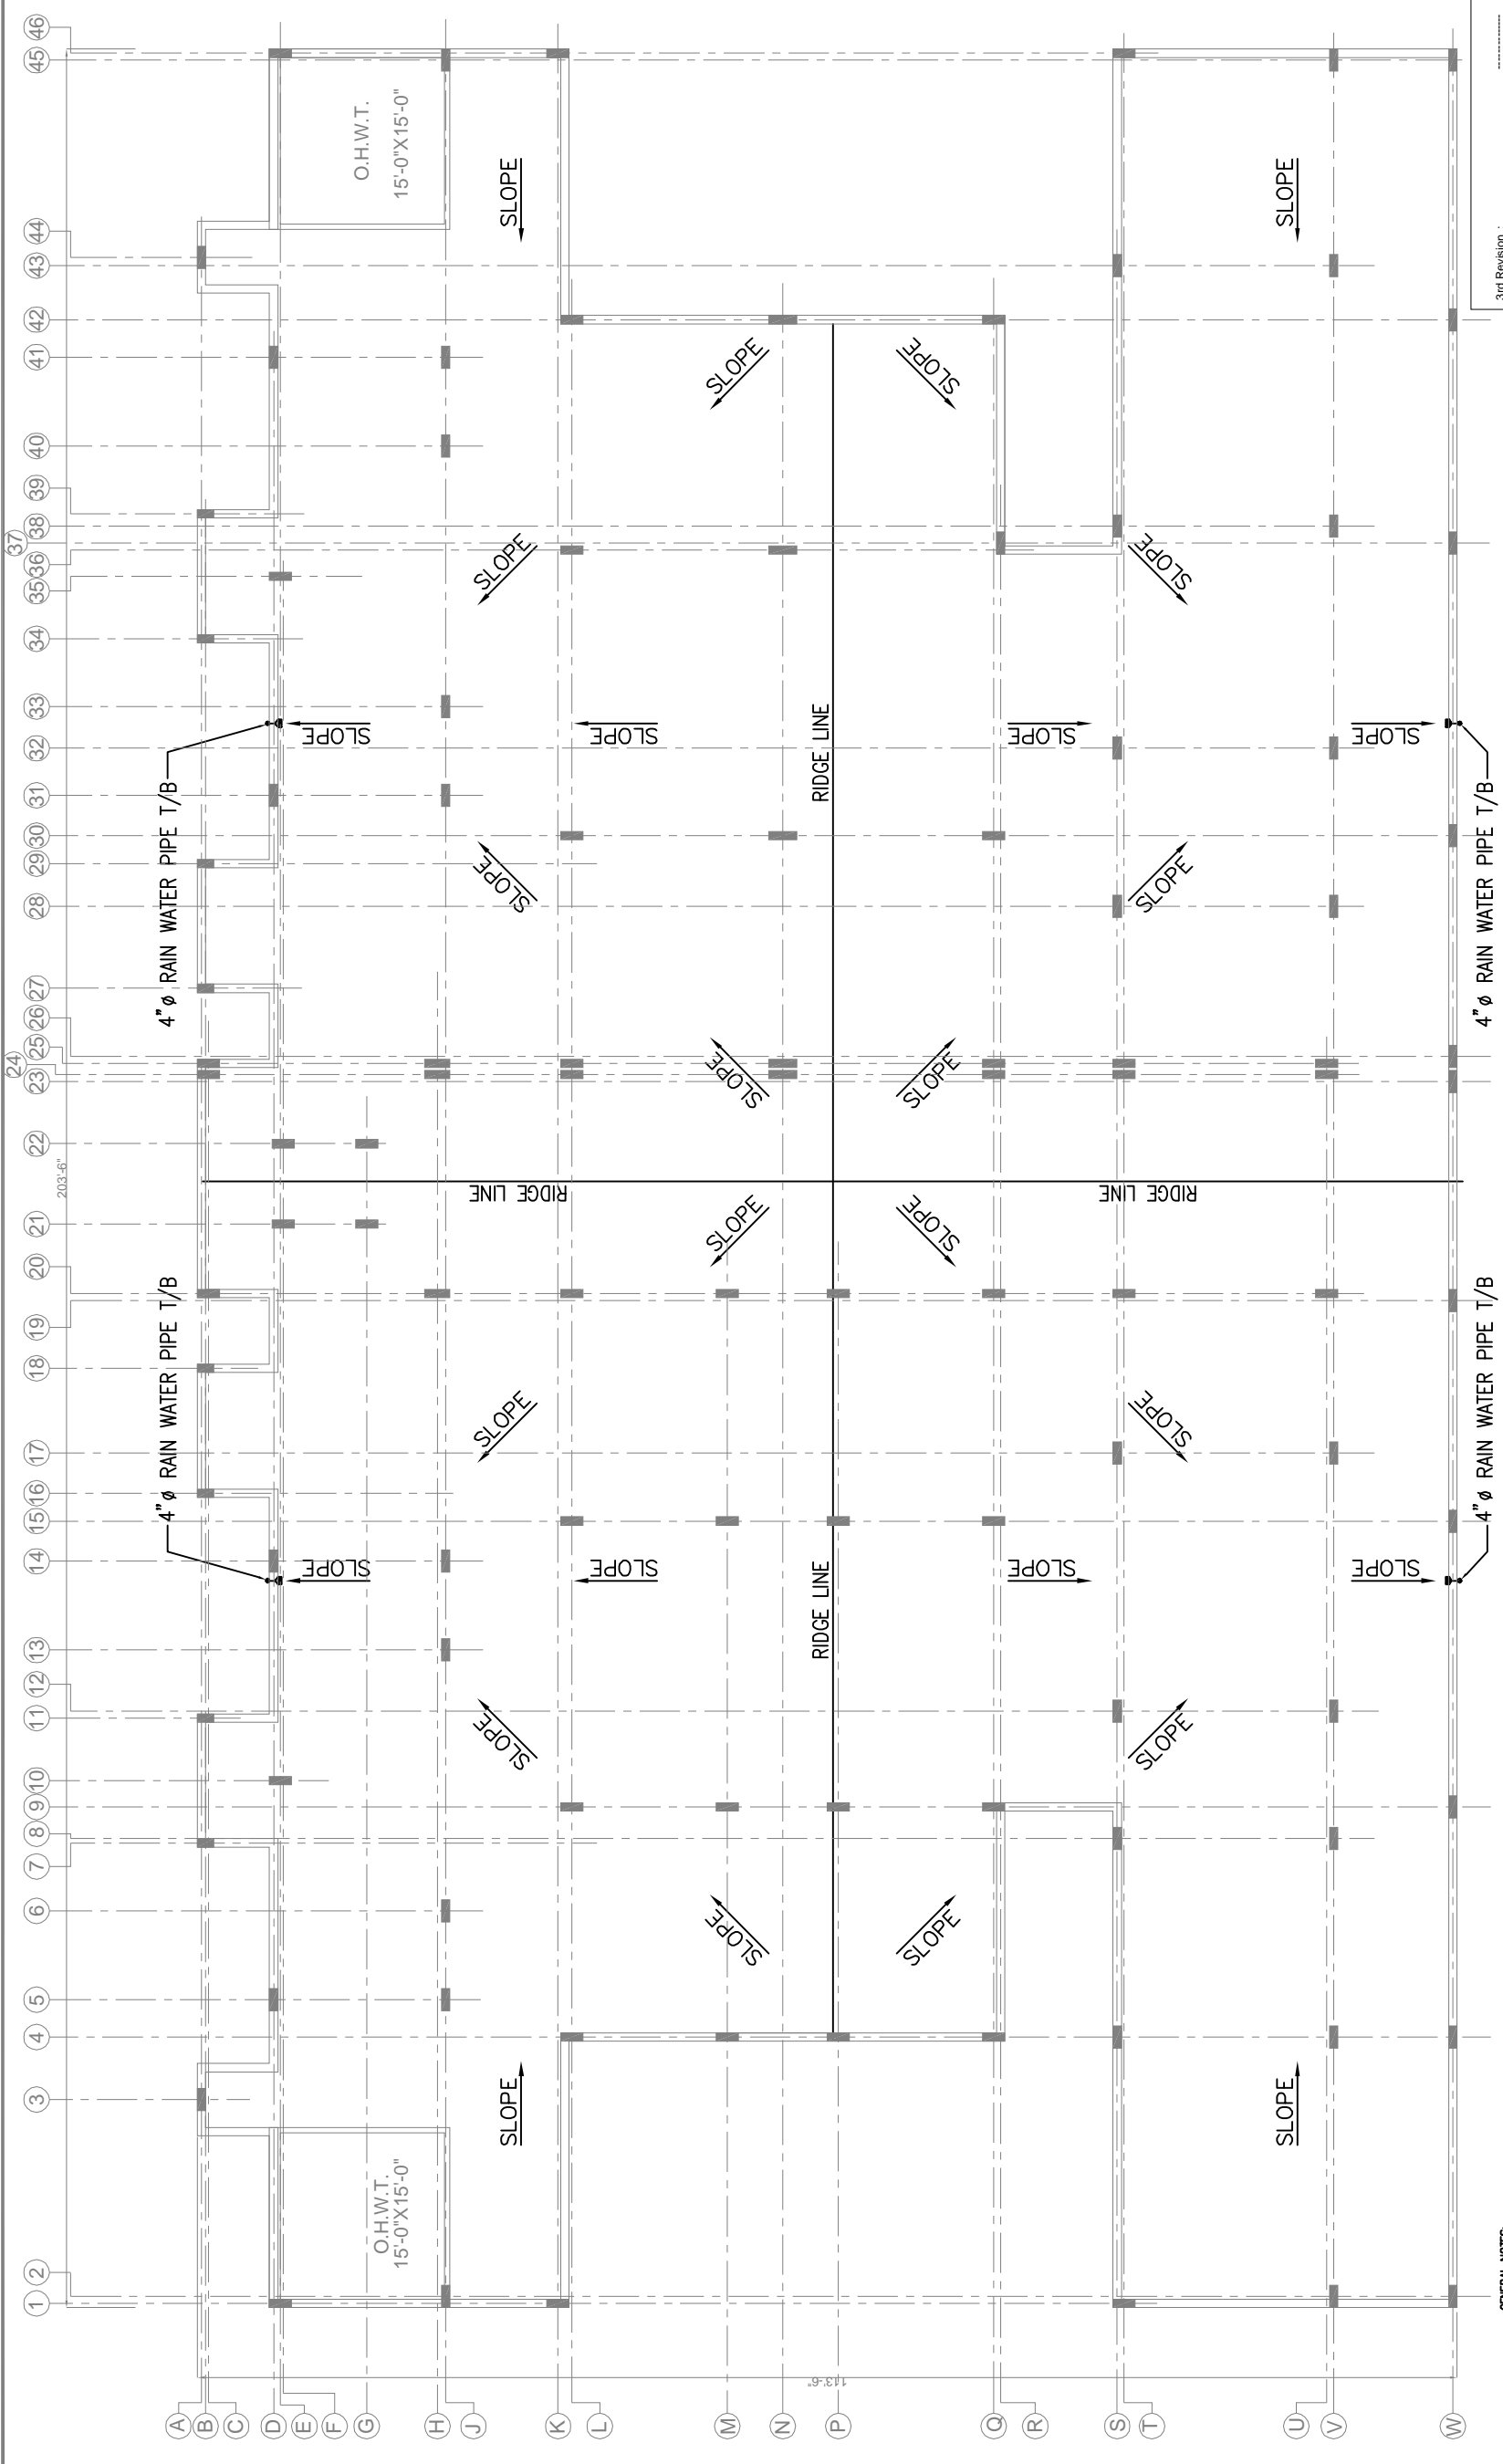 1
2
3
4
5
6
7
8
9
10
11
12
13
14
15
16
17
18
19
20
21
22
23
24
25
26
27
28
29
30
31
32
33
34
35
36
37
38
39
40
41
42
43
44
45
46
203'-6"
A
B
C
D
E
F
G
H
J
K
L
M
N
P
Q
R
S
T
U
V
W
113'-6"
4"ø RAIN WATER PIPE T/B
4"ø RAIN WATER PIPE T/B
SLOPE
SLOPE
O.H.W.T.
15'-0"X15'-0"
O.H.W.T.
15'-0"X15'-0"
SLOPE
SLOPE
SLOPE
RIDGE LINE
SLOPE
SLOPE
SLOPE
SLOPE
SLOPE
SLOPE
SLOPE
SLOPE
SLOPE
RIDGE LINE
RIDGE LINE
SLOPE
SLOPE
SLOPE
SLOPE
SLOPE
SLOPE
SLOPE
SLOPE
RIDGE LINE
SLOPE
SLOPE
SLOPE
SLOPE
SLOPE
SLOPE
4"ø RAIN WATER PIPE T/B
4"ø RAIN WATER PIPE T/B
3rd Revision :